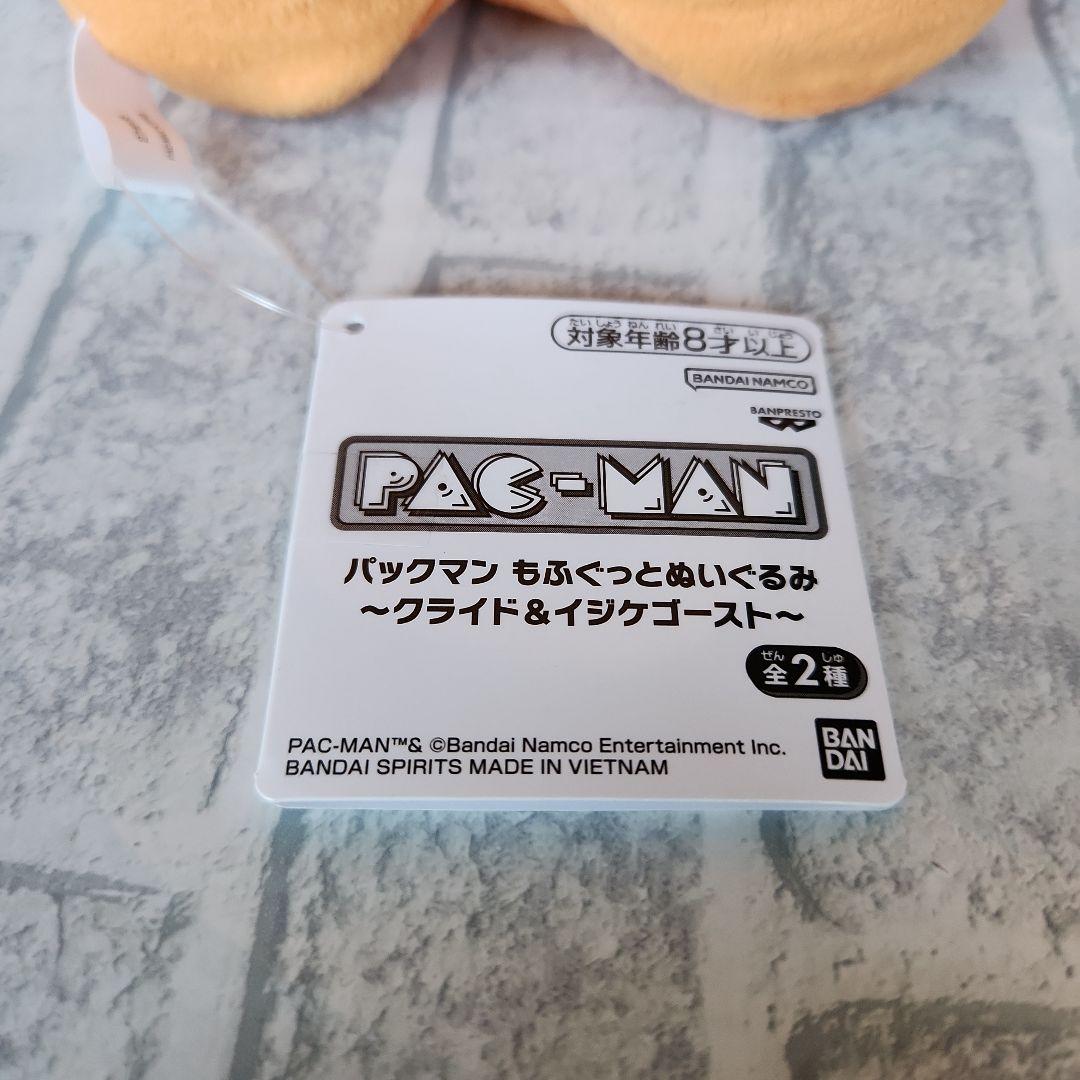 たいしょうねんれい さいいじょう
対象年齢8才以上
BANDAI NAMCO
BANPRESTO
PAC-MAN
パックマン もふぐっとぬいぐるみ
～クライド＆イジケゴースト～
ぜん しゅ
全2種
PAC-MAN™& ©Bandai Namco Entertainment Inc.
BANDAI SPIRITS MADE IN VIETNAM
BAN
DAI